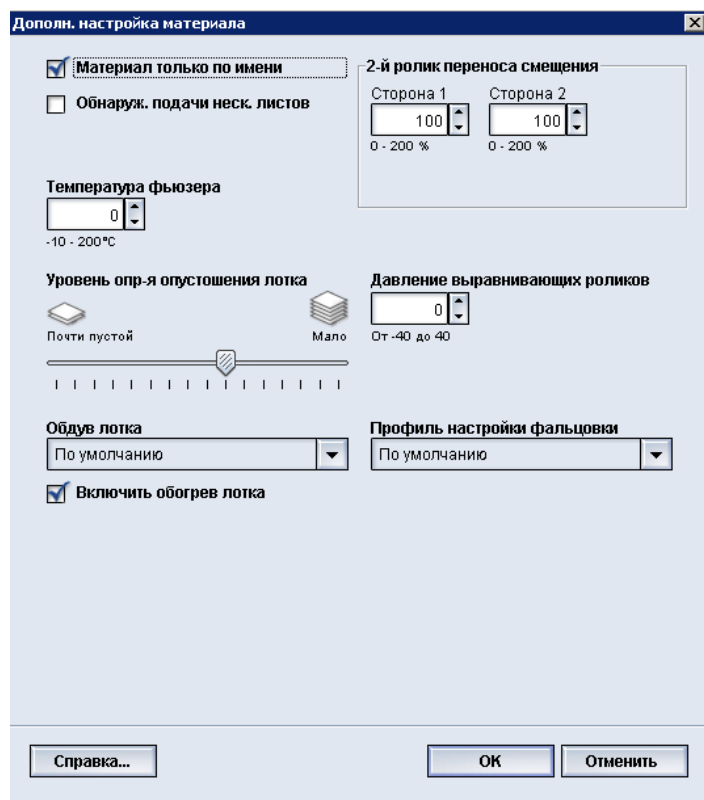 Дополн. настройка материала
Материал только по имени
Обнаруж. подачи неск. листов
2-й ролик переноса смещения
Сторона 1 Сторона 2
100 100
0 - 200 % 0 - 200 %
Температура фьюзера
0
-10 - 200°C
Уровень опр-я опустошения лотка
Почти пустой Мало
Давление выравнивающих роликов
0
От -40 до 40
Обдув лотка
По умолчанию
Профиль настройки фальцовки
По умолчанию
Включить обогрев лотка
Справка... OK Отменить